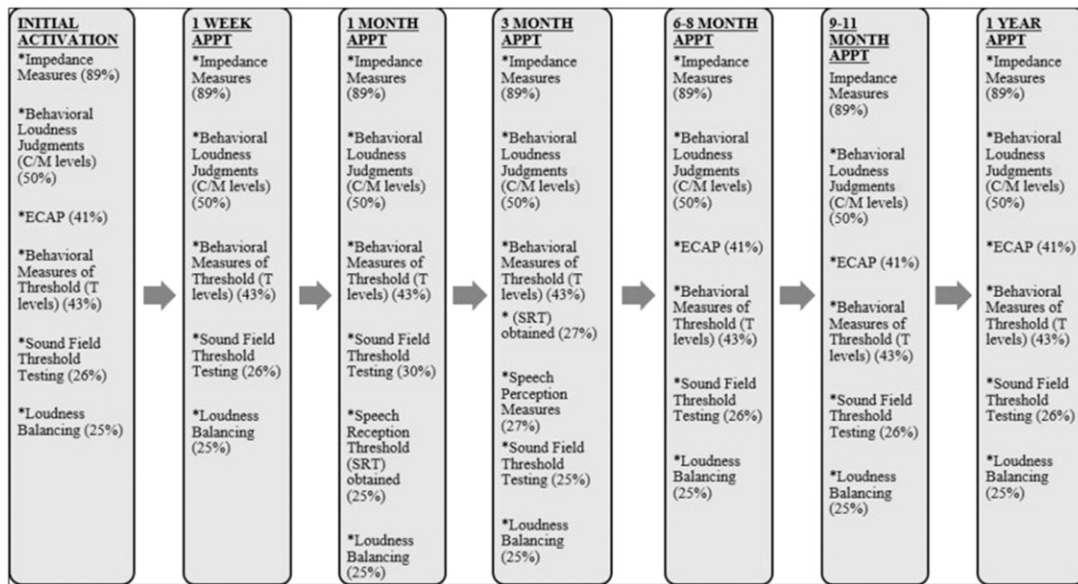 INITIAL
ACTIVATION
*Impedance
Measures (89%)
*Behavioral
Loudness
Judgments
(C/M levels)
(50%)
*ECAP (41%)
*Behavioral
Measures of
Threshold (T
levels) (43%)
*Sound Field
Threshold
Testing (26%)
*Loudness
Balancing (25%)
1 WEEK
APPT
*Impedance
Measures
(89%)
*Behavioral
Loudness
Judgments
(C/M levels)
(50%)
*Behavioral
Measures of
Threshold (T
levels) (43%)
*Sound Field
Threshold
Testing (26%)
*Loudness
Balancing
(25%)
1 MONTH
APPT
*Impedance
Measures
(89%)
*Behavioral
Loudness
Judgments
(C/M levels)
(50%)
*Behavioral
Measures of
Threshold (T
levels) (43%)
*Sound Field
Threshold
Testing (30%)
*Speech
Reception
Threshold
(SRT)
obtained
(25%)
*Loudness
Balancing
(25%)
3 MONTH
APPT
*Impedance
Measures
(89%)
*Behavioral
Loudness
Judgments
(C/M levels)
(50%)
*Behavioral
Measures of
Threshold (T
levels) (43%)
* (SRT)
obtained (27%)
*Speech
Perception
Measures
(27%)
*Sound Field
Threshold
Testing (25%)
*Loudness
Balancing
(25%)
6-8 MONTH
APPT
*Impedance
Measures
(89%)
*Behavioral
Loudness
Judgments
(C/M levels)
(50%)
*ECAP (41%)
*Behavioral
Measures of
Threshold (T
levels) (43%)
*Sound Field
Threshold
Testing (26%)
*Loudness
Balancing
(25%)
9-11
MONTH
APPT
Impedance
Measures
(89%)
*Behavioral
Loudness
Judgments
(C/M levels)
(50%)
*ECAP (41%)
*Behavioral
Measures of
Threshold (T
levels) (43%)
*Sound Field
Threshold
Testing (26%)
*Loudness
Balancing
(25%)
1 YEAR
APPT
*Impedance
Measures
(89%)
*Behavioral
Loudness
Judgments
(C/M levels)
(50%)
*ECAP (41%)
*Behavioral
Measures of
Threshold (T
levels) (43%)
*Sound Field
Threshold
Testing (26%)
*Loudness
Balancing
(25%)